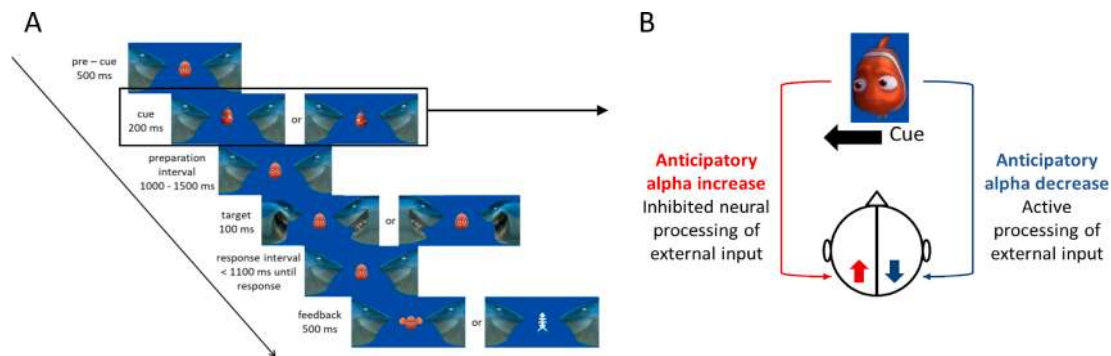 A
pre – cue
500 ms
cue
200 ms
or
preparation
interval
1000 - 1500 ms
target
100 ms
or
response interval
< 1100 ms until
response
feedback
500 ms
or
B
Cue
Anticipatory
alpha increase
Inhibited neural
processing of
external input
Anticipatory
alpha decrease
Active
processing of
external input